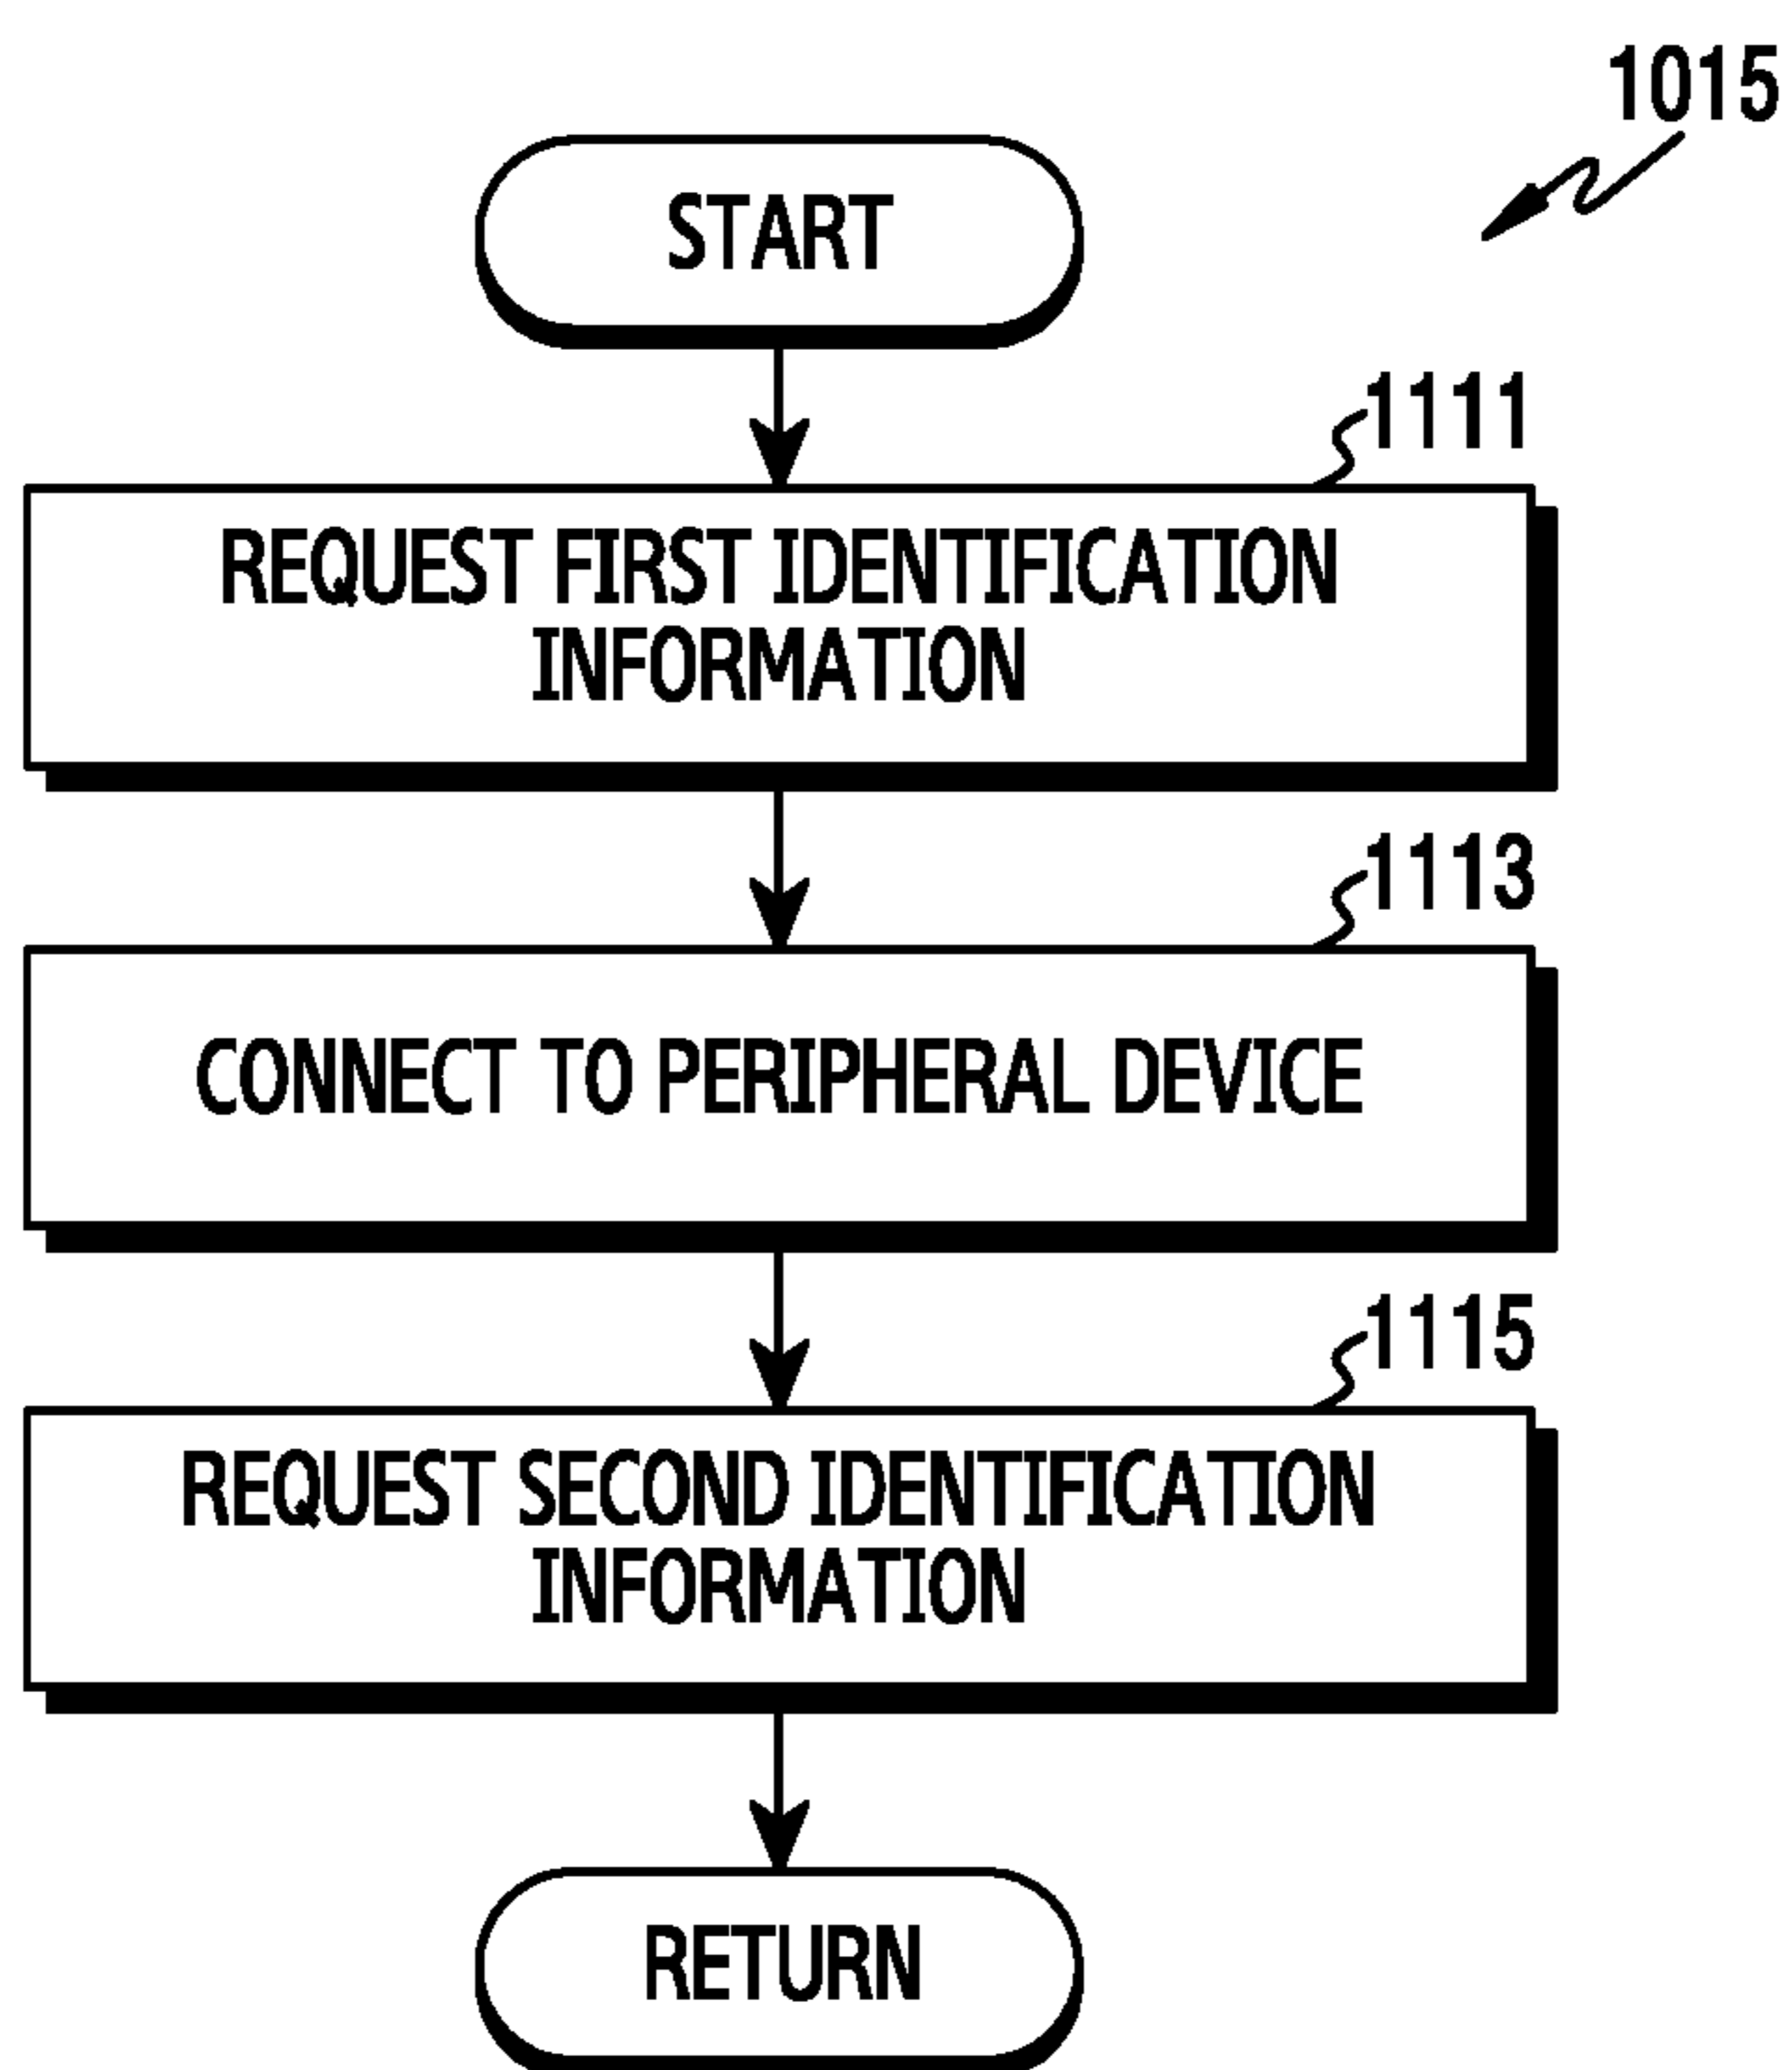 1015
START
1111
REQUEST FIRST IDENTIFICATION
INFORMATION
1113
CONNECT TO PERIPHERAL DEVICE
1115
REQUEST SECOND IDENTIFICATION
INFORMATION
RETURN